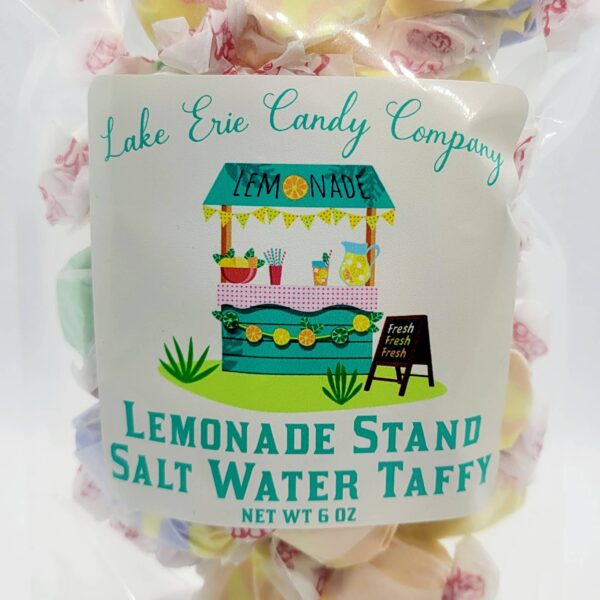 Lake Erie Candy Company
LEMONADE
Fresh
Fresh
Fresh
LEMONADE STAND
SALT WATER TAFFY
NET WT 6 OZ